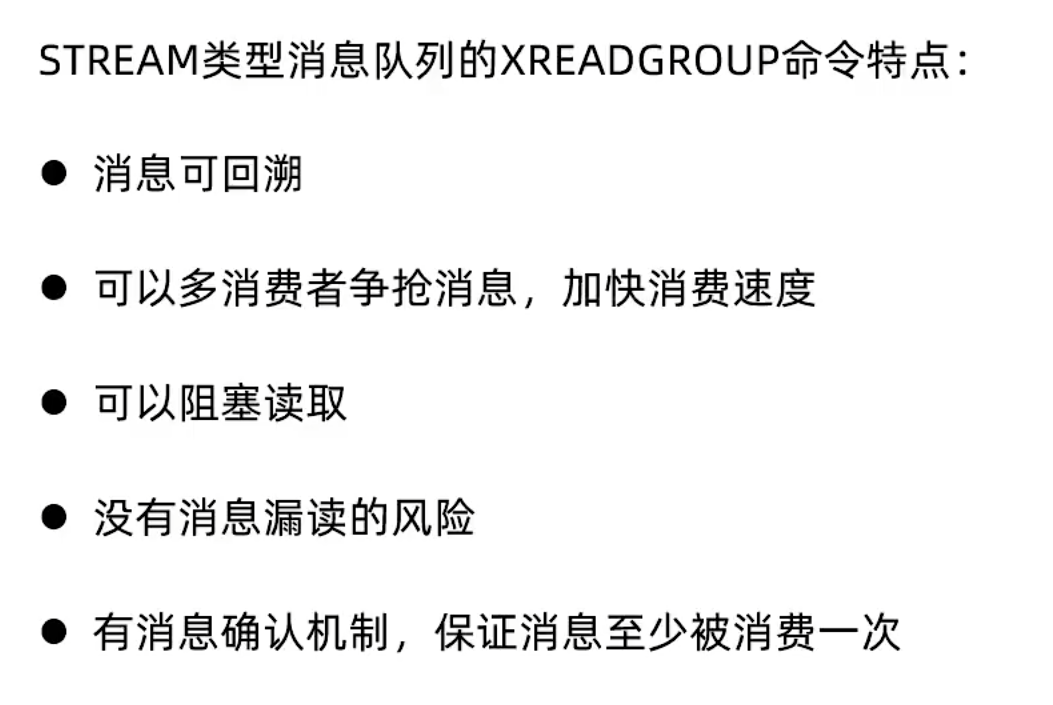 STREAM类型消息队列的XREADGROUP命令特点：
● 消息可回溯
● 可以多消费者争抢消息，加快消费速度
● 可以阻塞读取
● 没有消息漏读的风险
● 有消息确认机制，保证消息至少被消费一次